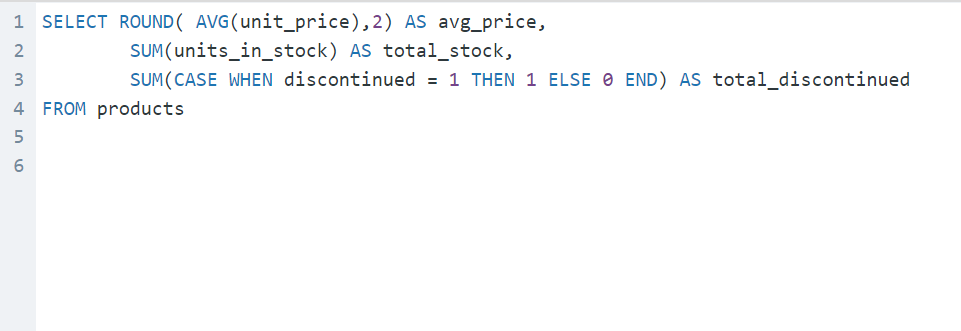 1 SELECT ROUND( AVG(unit_price),2) AS avg_price,
2 SUM(units_in_stock) AS total_stock,
3 SUM(CASE WHEN discontinued = 1 THEN 1 ELSE 0 END) AS total_discontinued
4 FROM products
5
6